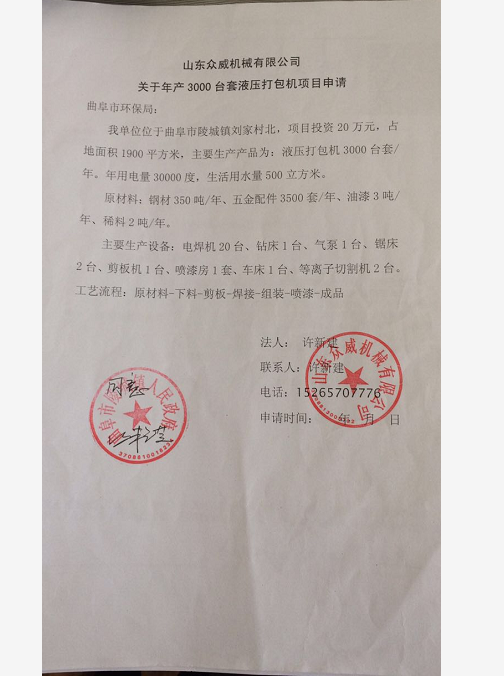 山东众威机械有限公司
关于年产 3000 台套液压打包机项目申请
曲阜市环保局：
我单位位于曲阜市陵城镇刘家村北，项目投资 20 万元，占
地面积 1900 平方米，主要生产产品为：液压打包机 3000 台套/
年。年用电量 30000 度，生活用水量 500 立方米。
原材料：钢材 350 吨/年、五金配件 3500 套/年、油漆 3 吨/
年、稀料 2 吨/年。
主要生产设备：电焊机 20 台、钻床 1 台、气泵 1 台、锯床
2 台、剪板机 1 台、喷漆房 1 套、车床 1 台、等离子切割机 2 台。
工艺流程：原材料-下料-剪板-焊接-组装-喷漆-成品
法人： 许新建
联系人：许新建
电话：15265707776
申请时间： 年 月 日
山东众威机械有限公司
曲阜市陵城镇人民政府
同意